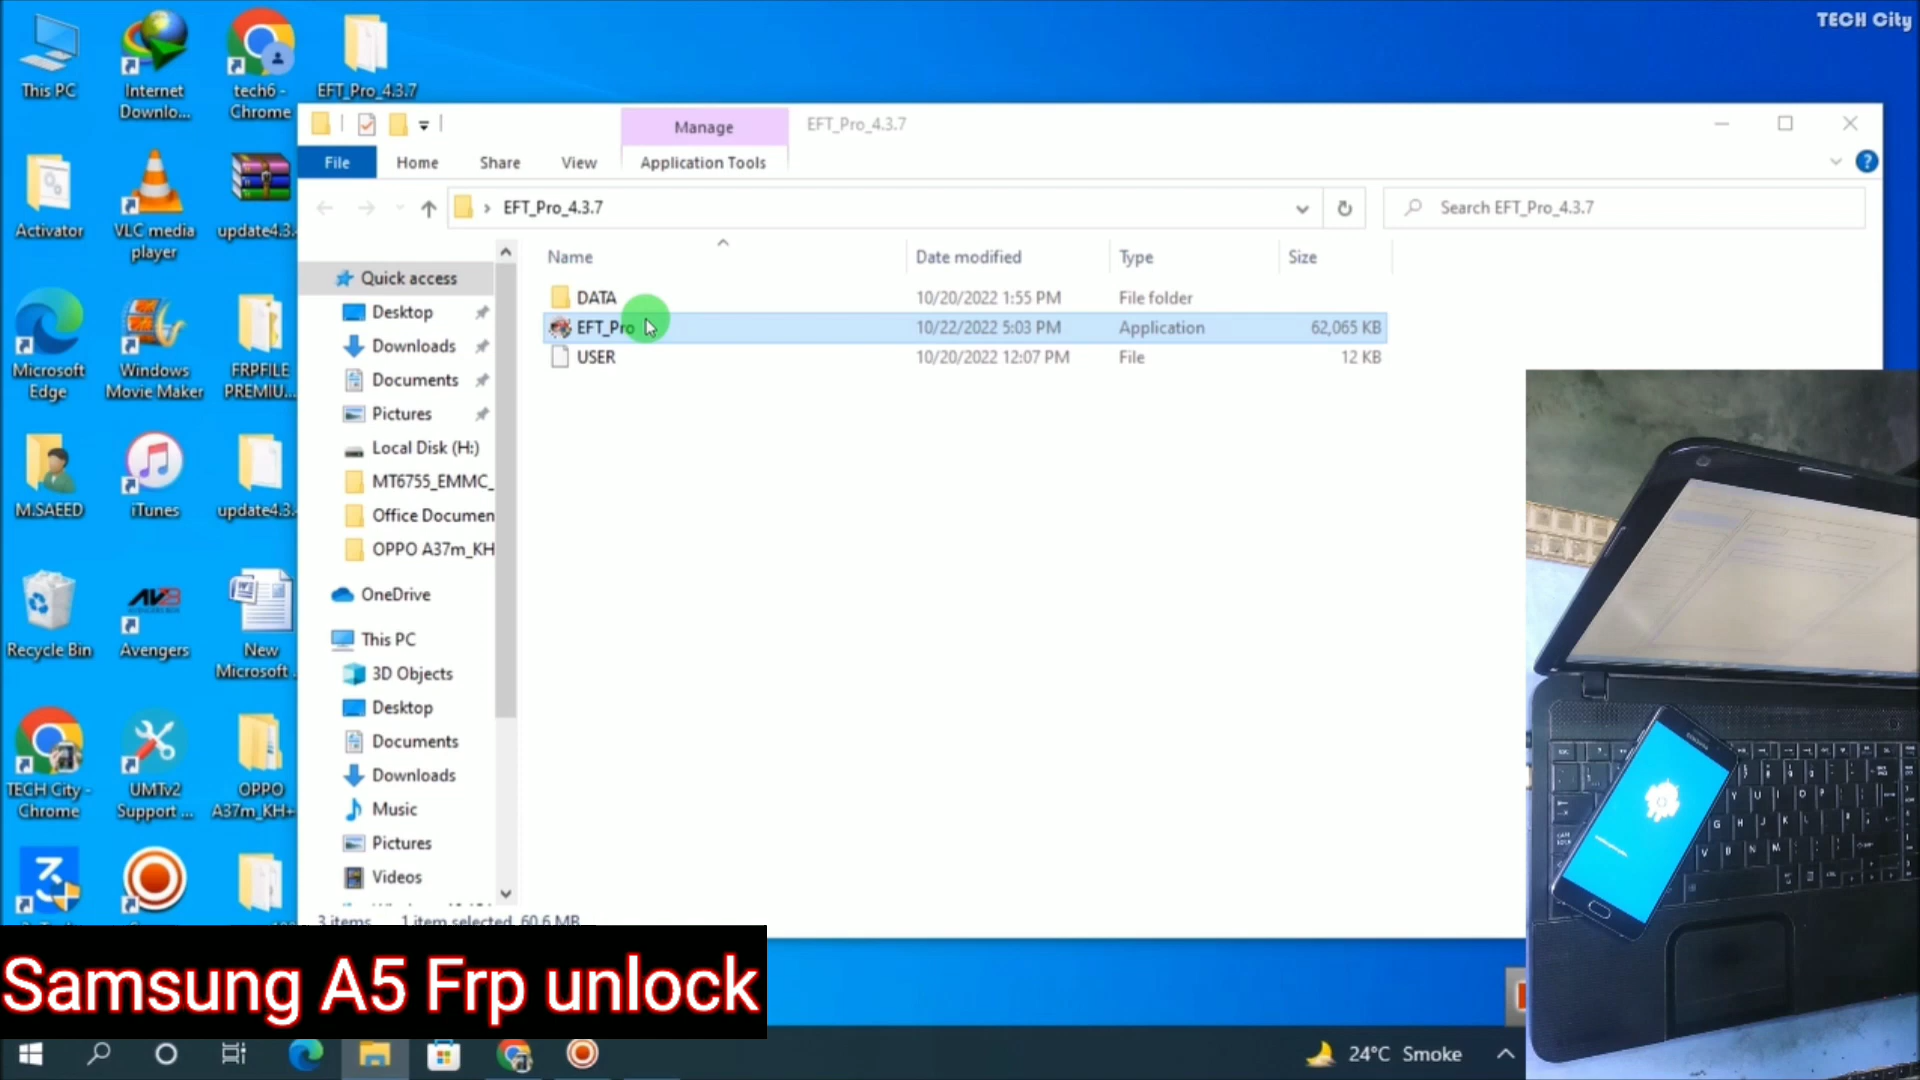 TECH City
This PC
Internet
Downlo...
tech6 -
Chrome
EFT_Pro_4.3.7
Activator
VLC media
player
update4.3.
Microsoft
Edge
Windows
Movie Maker
FRPFILE
PREMIU...
M.SAEED
iTunes
update4.3.
Recycle Bin
Avengers
New
Microsoft .
TECH City -
Chrome
UMTv2
Support ...
OPPO
A37m_KH+
Manage
EFT_Pro_4.3.7
File
Home
Share
View
Application Tools
EFT_Pro_4.3.7
Search EFT_Pro_4.3.7
Name
Date modified
Type
Size
DATA
10/20/2022 1:55 PM
File folder
EFT_Pro
10/22/2022 5:03 PM
Application
62,065 KB
USER
10/20/2022 12:07 PM
File
12 KB
Quick access
Desktop
Downloads
Documents
Pictures
Local Disk (H:)
MT6755_EMMC_
Office Documen
OPPO A37m_KH
OneDrive
This PC
3D Objects
Desktop
Documents
Downloads
Music
Pictures
Videos
3 items
1 item selected 60.6 MB
Samsung A5 Frp unlock
24°C Smoke